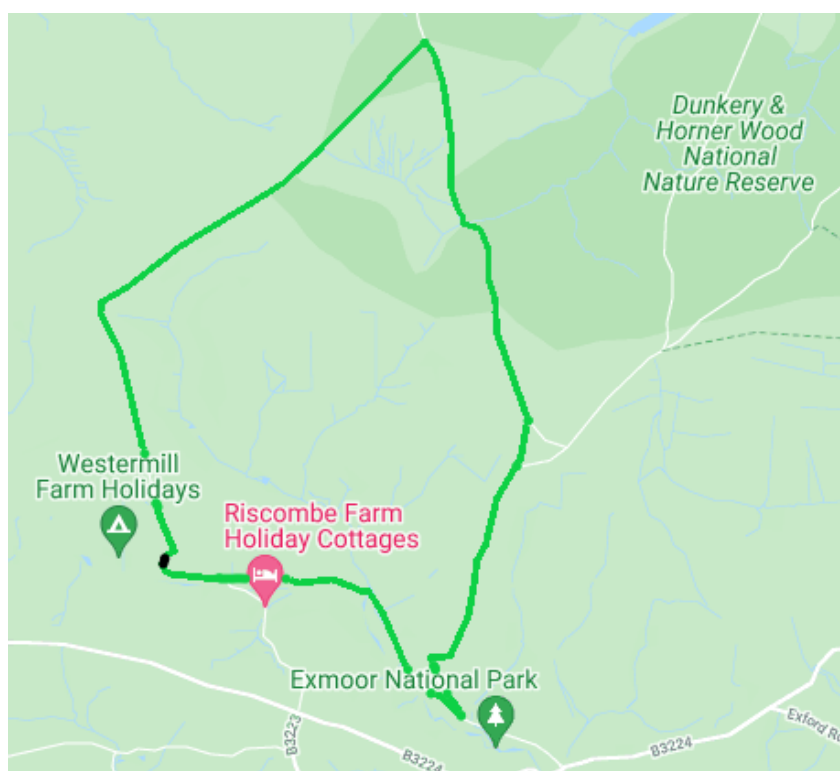 Dunkery &
Horner Wood
National
Nature Reserve
Westermill
Farm Holidays
Riscombe Farm
Holiday Cottages
Exmoor National Park
B3223
B3224
B3224
Exford Ro